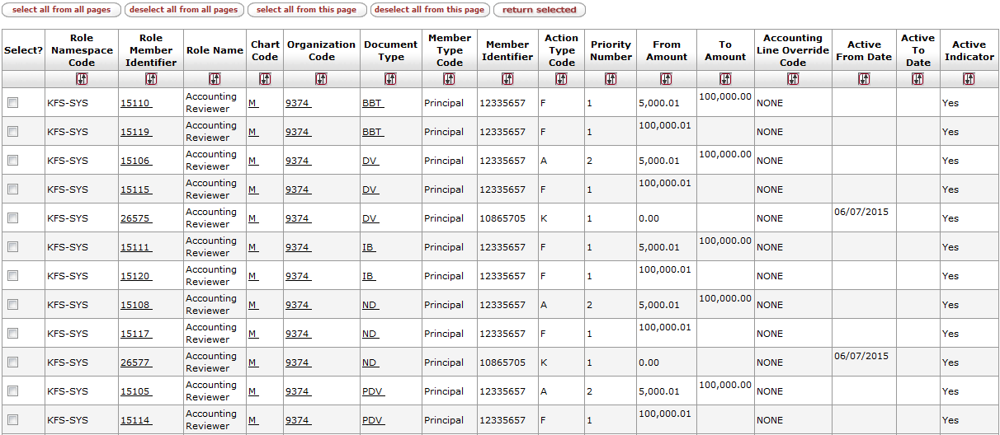 select all from all pages deselect all from all pages select all from this page deselect all from this page return selected
Select? Role Namespace Code Role Member Identifier Role Name Chart Code Organization Code Document Type Member Type Code Member Identifier Action Type Code Priority Number From Amount To Amount Accounting Line Override Code Active From Date Active To Date Active Indicator
KFS-SYS 15110 Accounting Reviewer M 9374 BBT Principal 12335657 F 1 5,000.01 100,000.00 NONE Yes
KFS-SYS 15119 Accounting Reviewer M 9374 BBT Principal 12335657 F 1 100,000.01 NONE Yes
KFS-SYS 15106 Accounting Reviewer M 9374 DV Principal 12335657 A 2 5,000.01 100,000.00 NONE Yes
KFS-SYS 15115 Accounting Reviewer M 9374 DV Principal 12335657 F 1 100,000.01 NONE Yes
KFS-SYS 26575 Accounting Reviewer M 9374 DV Principal 10865705 K 1 0.00 NONE 06/07/2015 Yes
KFS-SYS 15111 Accounting Reviewer M 9374 IB Principal 12335657 F 1 5,000.01 100,000.00 NONE Yes
KFS-SYS 15120 Accounting Reviewer M 9374 IB Principal 12335657 F 1 100,000.01 NONE Yes
KFS-SYS 15108 Accounting Reviewer M 9374 ND Principal 12335657 A 2 5,000.01 100,000.00 NONE Yes
KFS-SYS 15117 Accounting Reviewer M 9374 ND Principal 12335657 F 1 100,000.01 NONE Yes
KFS-SYS 26577 Accounting Reviewer M 9374 ND Principal 10865705 K 1 0.00 NONE 06/07/2015 Yes
KFS-SYS 15105 Accounting Reviewer M 9374 PDV Principal 12335657 A 2 5,000.01 100,000.00 NONE Yes
KFS-SYS 15114 Accounting Reviewer M 9374 PDV Principal 12335657 F 1 100,000.01 NONE Yes